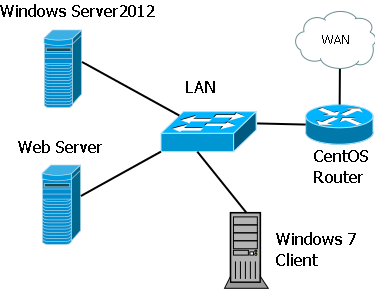 Windows Server2012
WAN
LAN
Web Server
CentOS
Router
Windows 7
Client